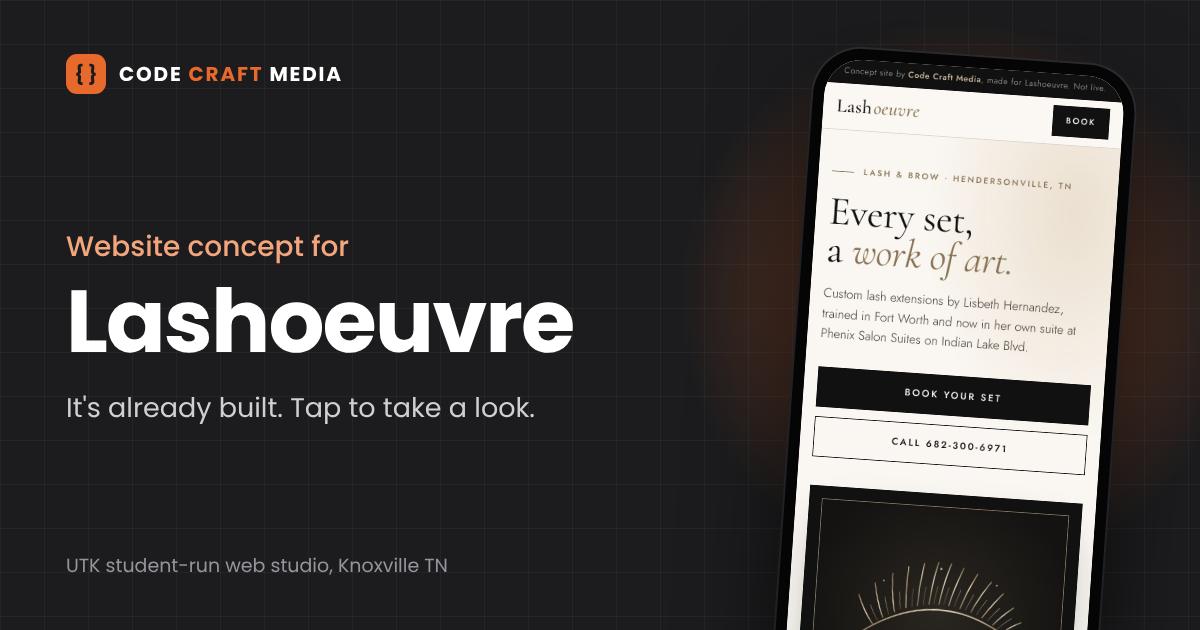 { } CODE CRAFT MEDIA
Website concept for
Lashoeuvre
It's already built. Tap to take a look.
UTK student-run web studio, Knoxville TN
Concept site by Code Craft Media, made for Lashoeuvre. Not live.
Lashoeuvre
BOOK
LASH & BROW · HENDERSONVILLE, TN
Every set,
a work of art.
Custom lash extensions by Lisbeth Hernandez,
trained in Fort Worth and now in her own suite at
Phenix Salon Suites on Indian Lake Blvd.
BOOK YOUR SET
CALL 682-300-6971